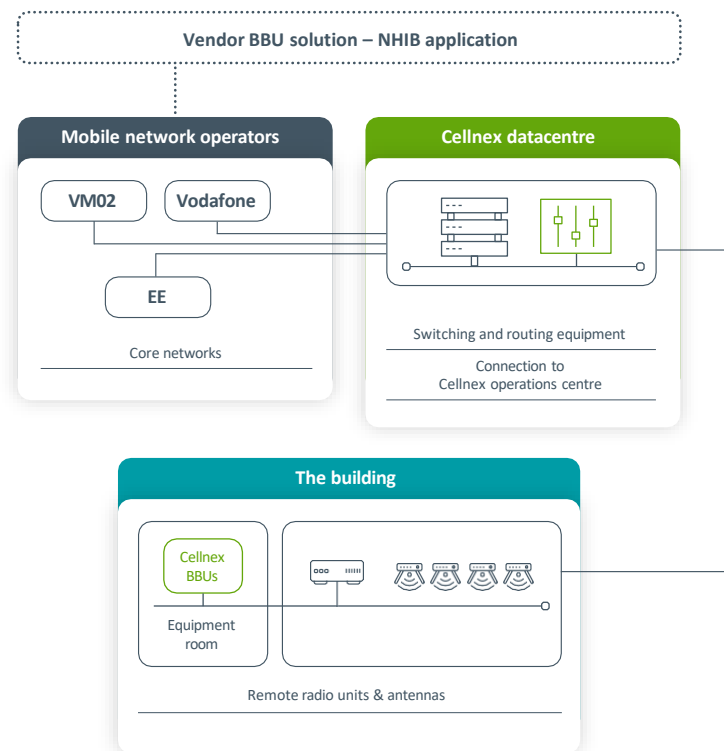 Vendor BBU solution – NHIB application
Mobile network operators
VM02
Vodafone
EE
Core networks
Cellnex datacentre
Switching and routing equipment
Connection to
Cellnex operations centre
The building
Cellnex
BBUs
Equipment
room
Remote radio units & antennas